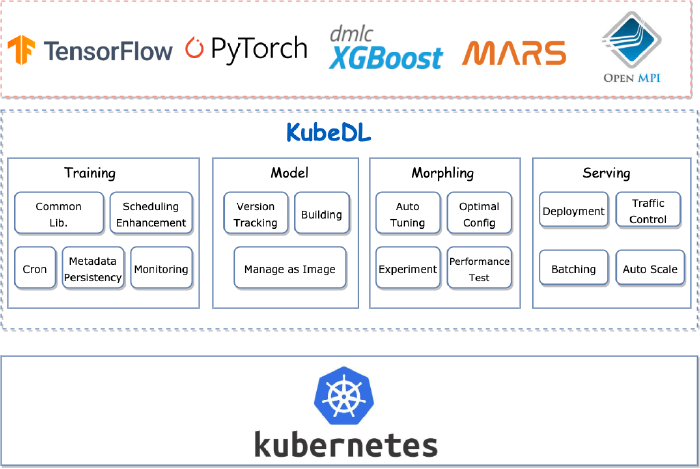 TensorFlow
PyTorch
dmlc
XGBoost
MARS
OPEN MPI
KubeDL
Training
Common
Lib.
Scheduling
Enhancement
Cron
Metadata
Persistency
Monitoring
Model
Version
Tracking
Building
Manage as Image
Morphling
Auto
Tuning
Optimal
Config
Experiment
Performance
Test
Serving
Deployment
Traffic
Control
Batching
Auto Scale
kubernetes